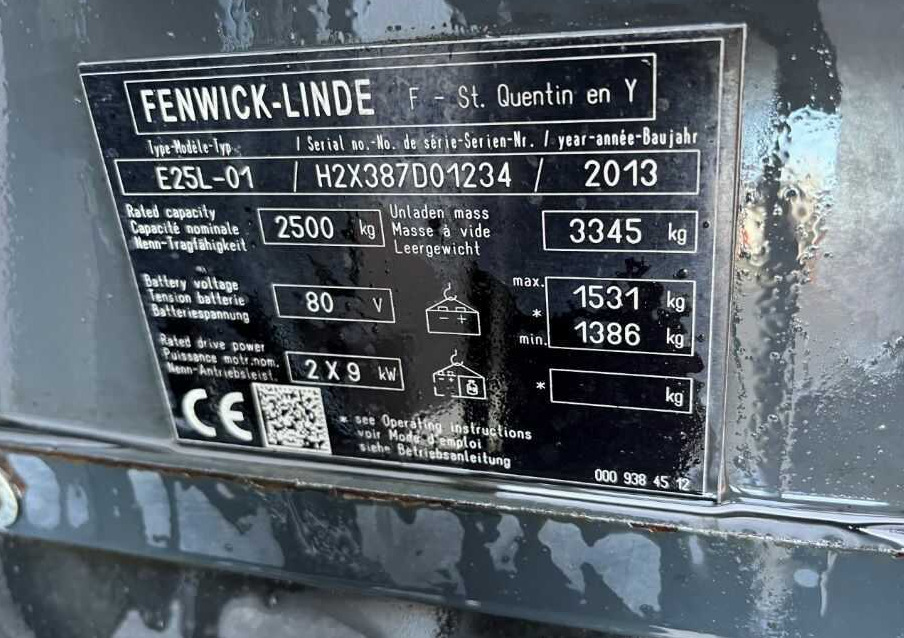 FENWICK-LINDE F - St. Quentin en Y
Type-Modèle-Typ / Serial no.-No. de série-Serien-Nr. / year-année-Baujahr
E25L-01 / H2X387D01234 / 2013
Rated capacity
Capacité nominale
Nenn-Tragfähigkeit
2500 kg
Unladen mass
Masse à vide
Leergewicht
3345 kg
Battery voltage
Tension batterie
Batteriespannung
80 V
- +
max. 1531 kg
*
min. 1386 kg
Rated drive power
Puissance motr.nom.
Nenn-Antriebsleist.
2 X 9 kW
* kg
CE
* see Operating instructions
voir Mode d'emploi
siehe Betriebsanleitung
000 938 45 12